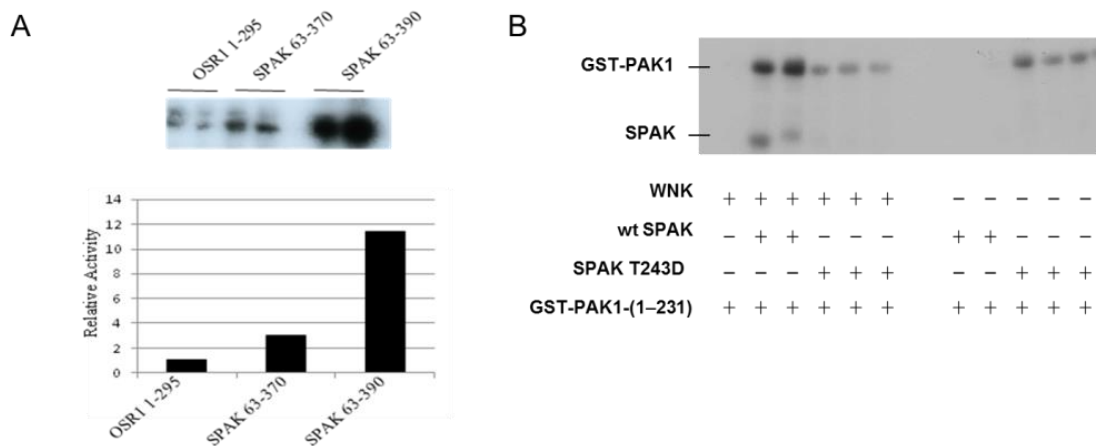 A
OSR1 1-295
SPAK 63-370
SPAK 63-390
14
12
10
8
6
4
2
0
Relative Activity
OSR1 1-295
SPAK 63-370
SPAK 63-390
B
GST-PAK1
SPAK
WNK + + + + + + – – – – –
wt SPAK – + + – – – + + – – –
SPAK T243D – – – + + + – – + + +
GST-PAK1-(1–231) + + + + + + + + + + +